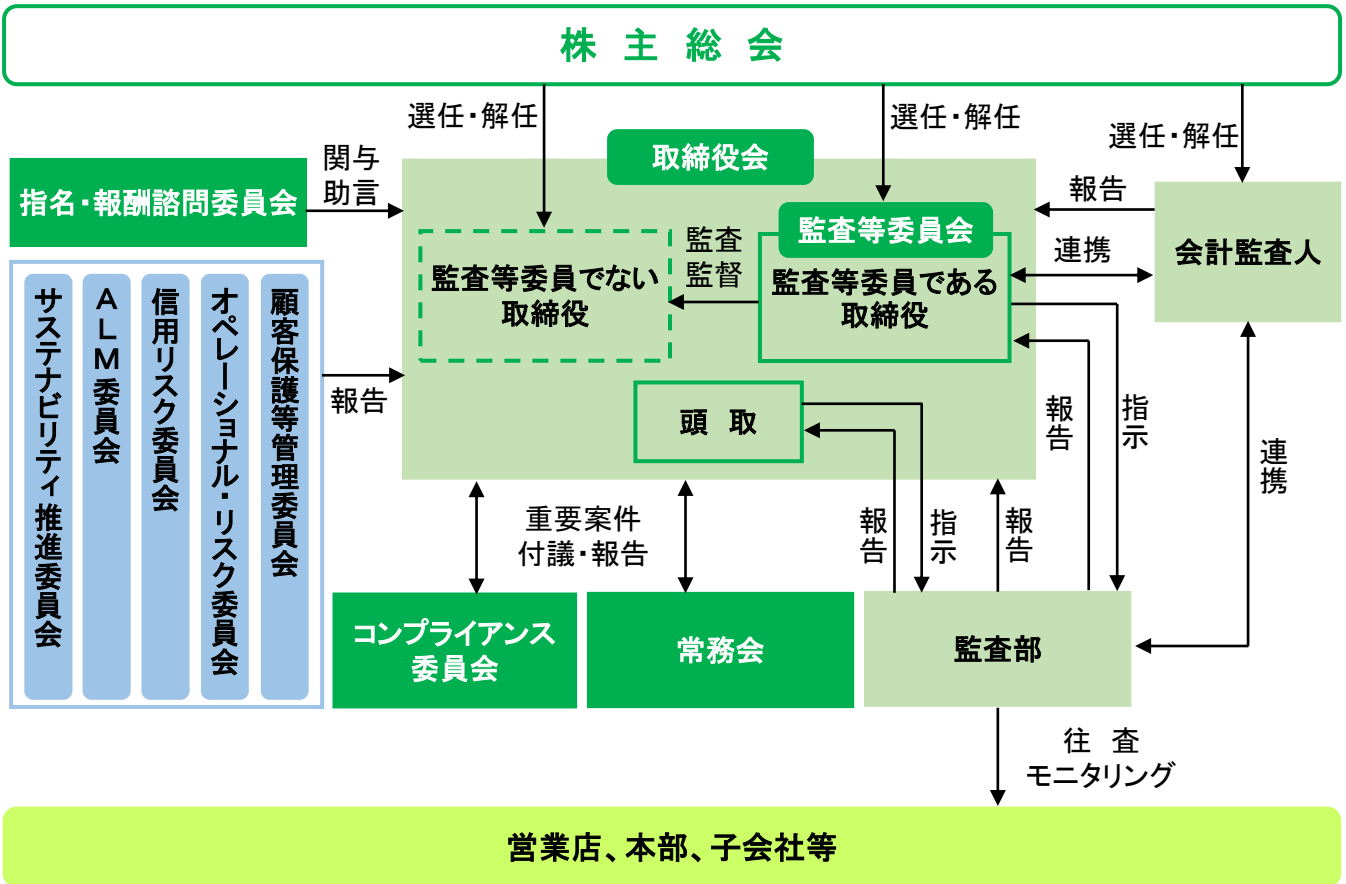 株　主　総　会
選任・解任
選任・解任
選任・解任
取締役会
関与
助言
指名・報酬諮問委員会
報告
会計監査人
監査等委員会
監査
監督
連携
監査等委員でない
取締役
監査等委員である
取締役
サステナビリティ推進委員会
ＡＬＭ委員会
信用リスク委員会
オペレーショナル・リスク委員会
顧客保護等管理委員会
報告
頭　取
報告
指示
連携
重要案件
付議・報告
報告
指示
報告
コンプライアンス
委員会
常務会
監査部
往　査
モニタリング
営業店、本部、子会社等